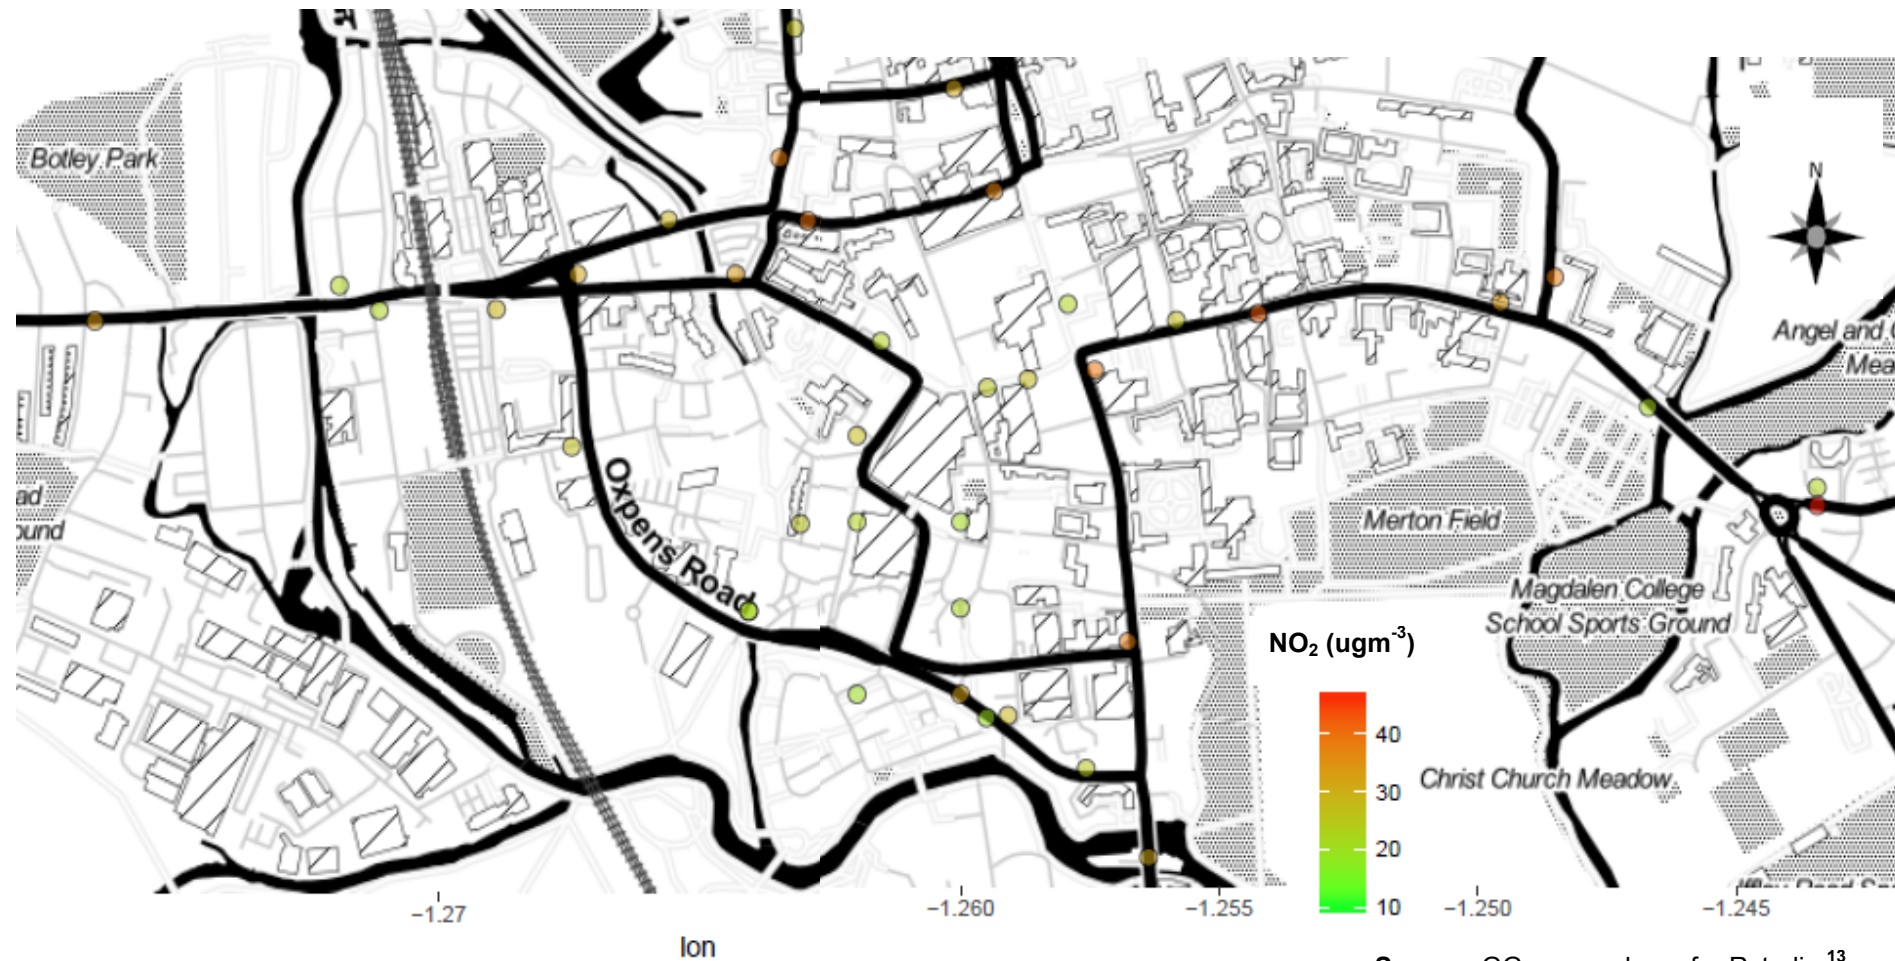 Botley Park
N
Angel and
Mea
ad
ound
Oxpens Road
Merton Field
Magdalen College
School Sports Ground
NO₂ (ugm⁻³)
40
30
20
10
Christ Church Meadow
−1.27
−1.260
−1.255
−1.250
−1.245
lon